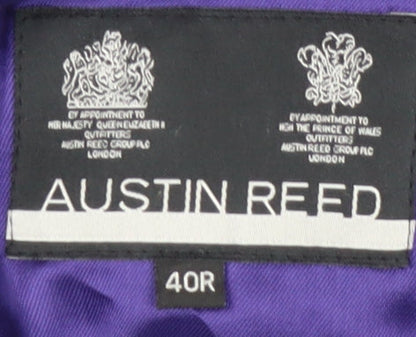 BY APPOINTMENT TO
HER MAJESTY QUEEN ELIZABETH II
OUTFITTERS
AUSTIN REED GROUP PLC
LONDON
BY APPOINTMENT TO
HRH THE PRINCE OF WALES
OUTFITTERS
AUSTIN REED GROUP PLC
LONDON
AUSTIN REED
40R